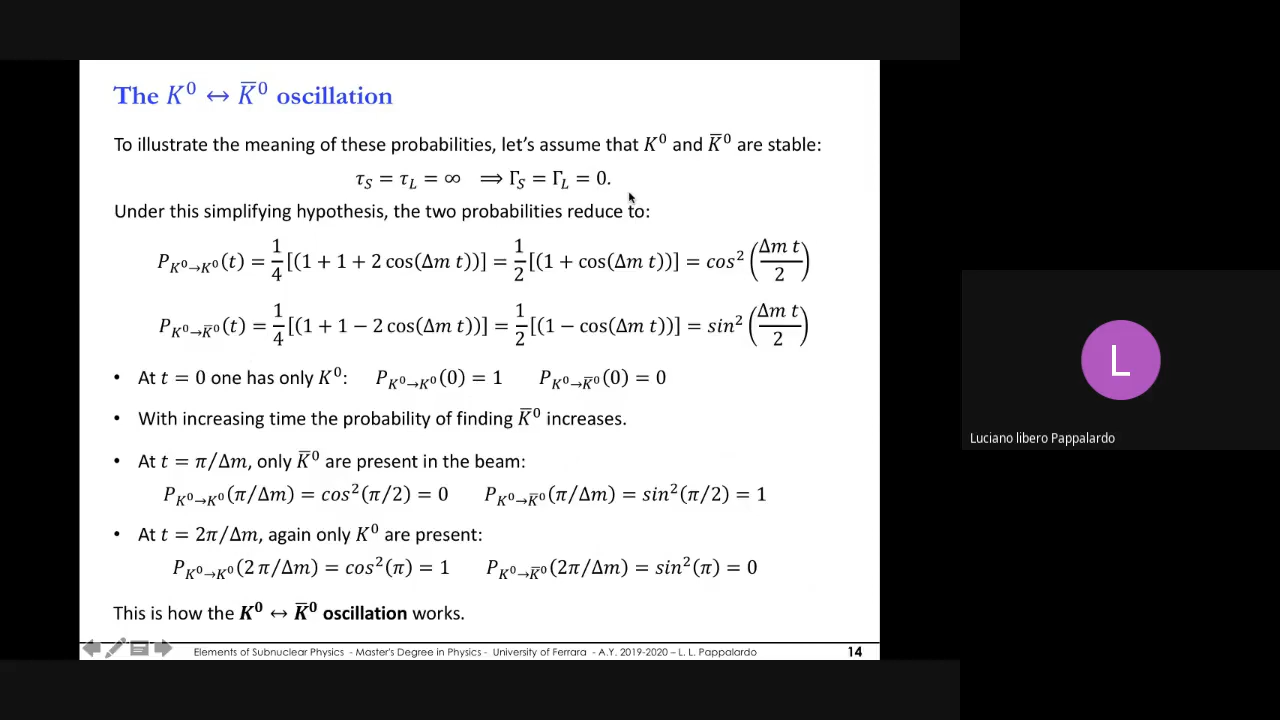 The K⁰ ↔ K̅⁰ oscillation
To illustrate the meaning of these probabilities, let's assume that K⁰ and K̅⁰ are stable:
τ_S = τ_L = ∞ ⟹ Γ_S = Γ_L = 0.
Under this simplifying hypothesis, the two probabilities reduce to:
P_{K⁰→K⁰}(t) = 1/4 [(1 + 1 + 2 cos(Δm t))] = 1/2 [(1 + cos(Δm t))] = cos² (Δm t / 2)
P_{K⁰→K̅⁰}(t) = 1/4 [(1 + 1 − 2 cos(Δm t))] = 1/2 [(1 − cos(Δm t))] = sin² (Δm t / 2)
• At t = 0 one has only K⁰: P_{K⁰→K⁰}(0) = 1 P_{K⁰→K̅⁰}(0) = 0
• With increasing time the probability of finding K̅⁰ increases.
• At t = π/Δm, only K̅⁰ are present in the beam:
P_{K⁰→K⁰}(π/Δm) = cos²(π/2) = 0 P_{K⁰→K̅⁰}(π/Δm) = sin²(π/2) = 1
• At t = 2π/Δm, again only K⁰ are present:
P_{K⁰→K⁰}(2 π/Δm) = cos²(π) = 1 P_{K⁰→K̅⁰}(2π/Δm) = sin²(π) = 0
This is how the K⁰ ↔ K̅⁰ oscillation works.
Elements of Subnuclear Physics - Master's Degree in Physics - University of Ferrara - A.Y. 2019-2020 – L. L. Pappalardo 14
L
Luciano libero Pappalardo